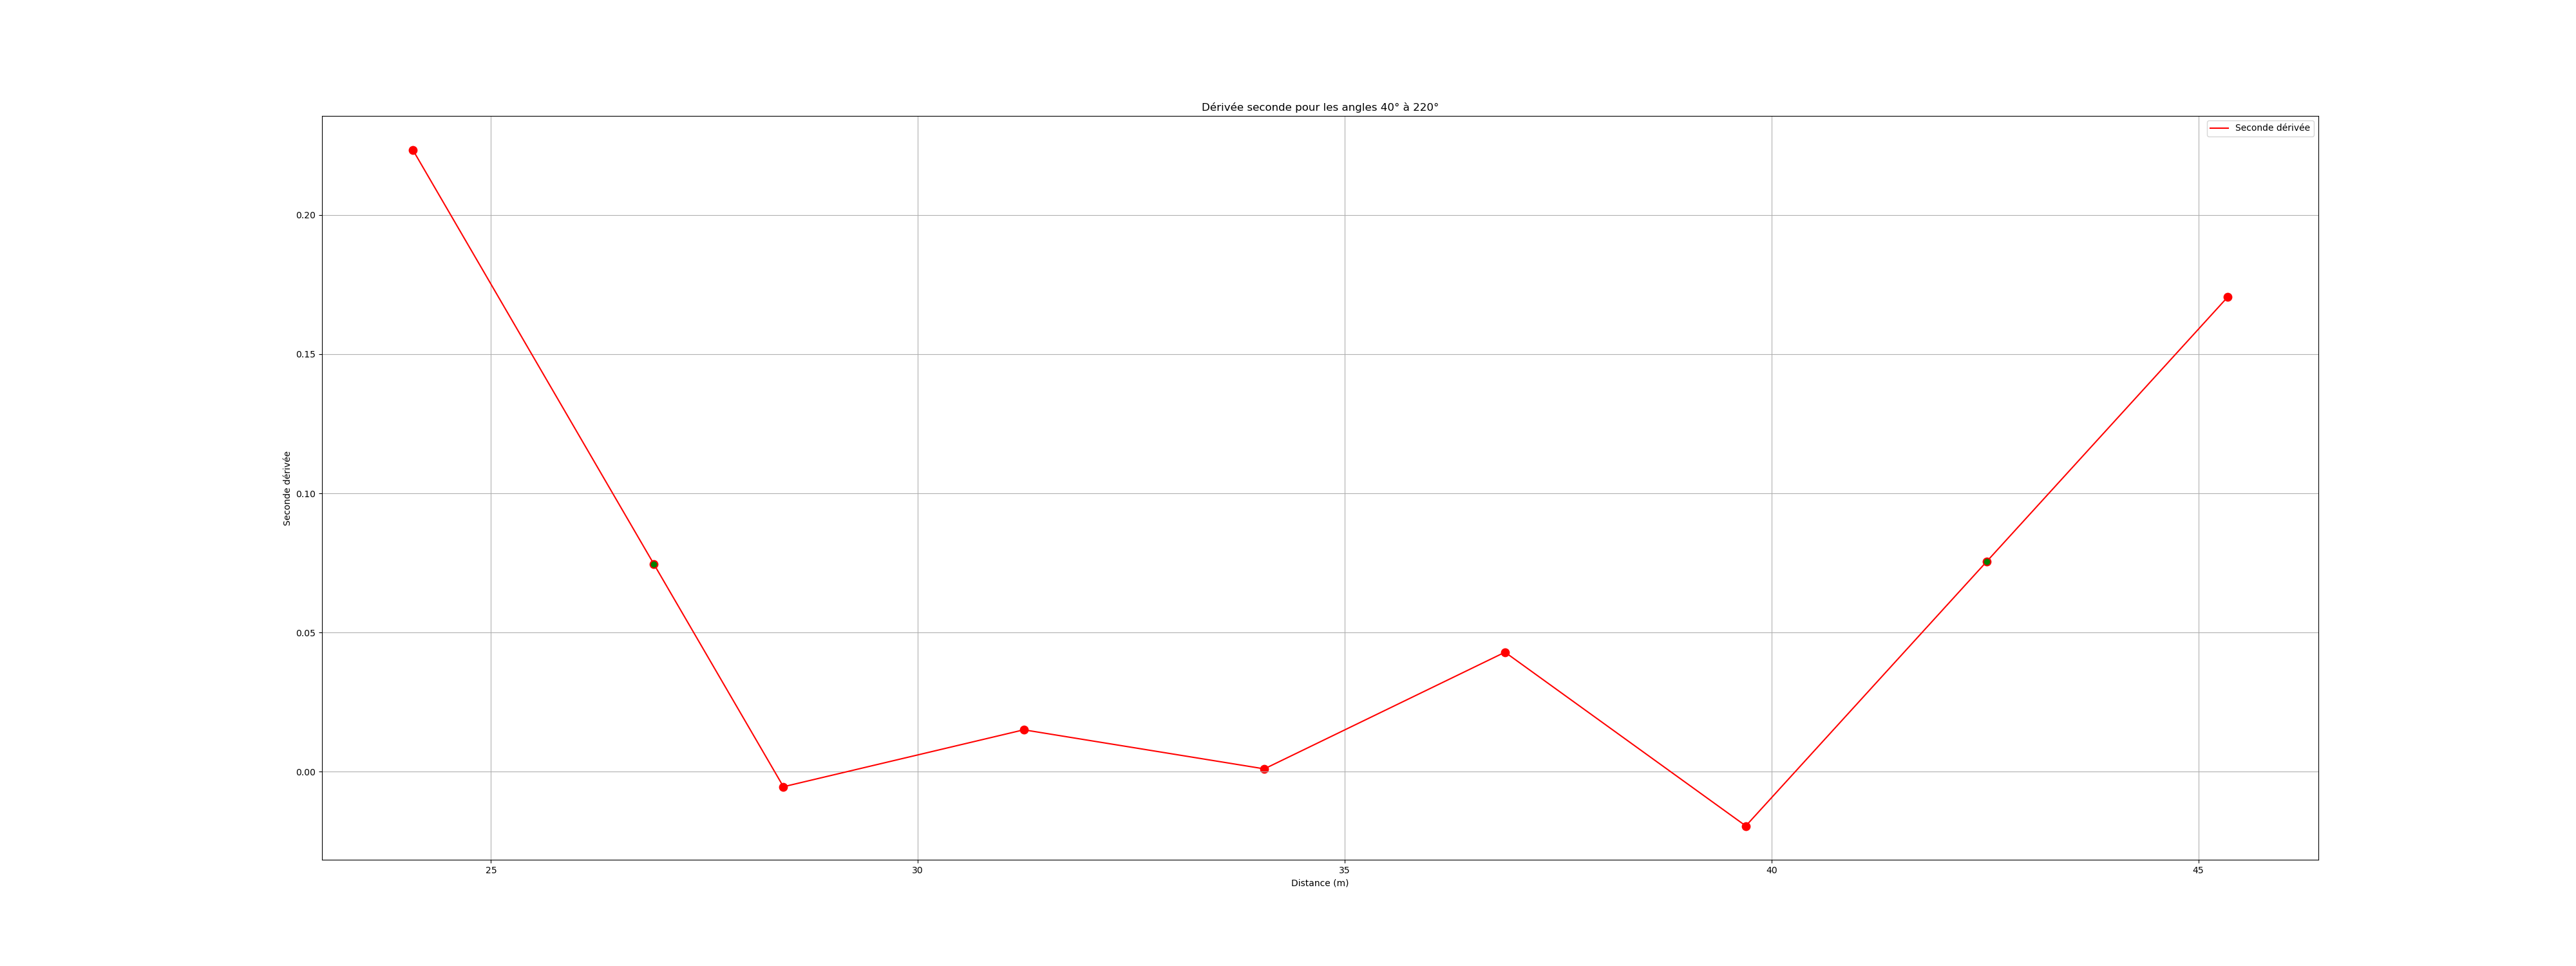 Dérivée seconde pour les angles 40° à 220°
Seconde dérivée
0.20
0.15
0.10
0.05
0.00
Seconde dérivée
25
30
35
40
45
Distance (m)